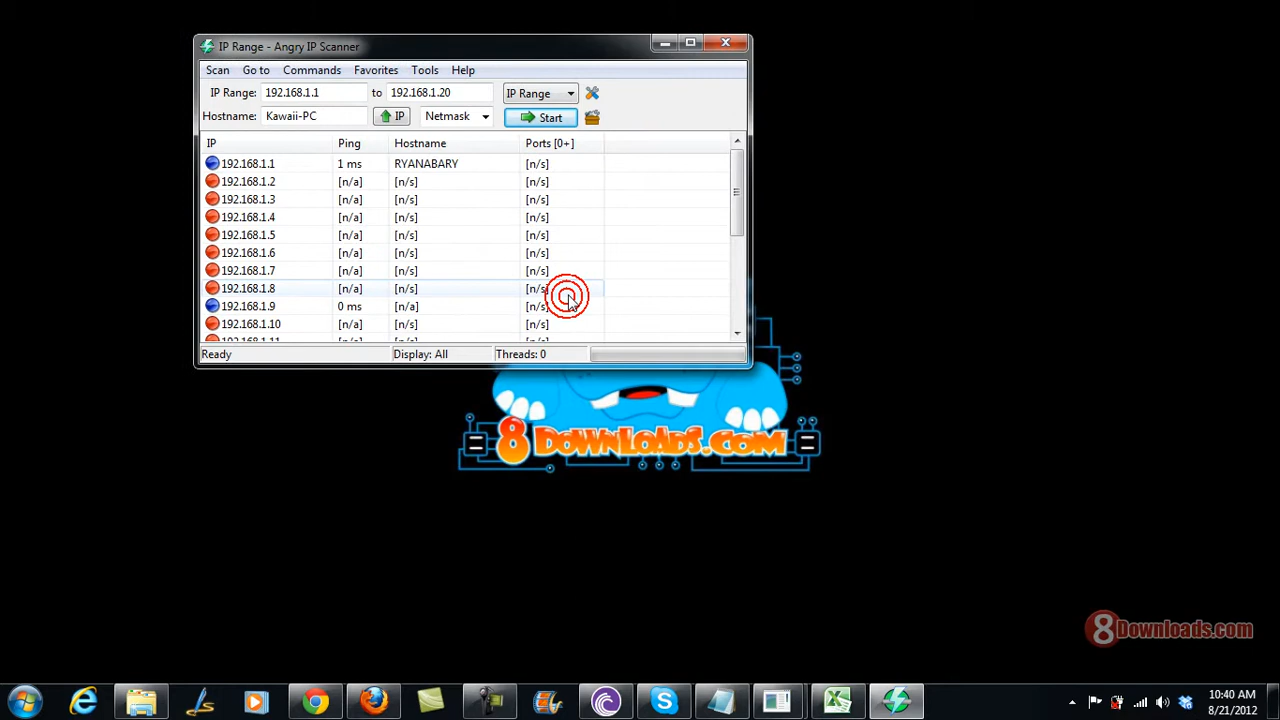 IP Range - Angry IP Scanner
Scan Go to Commands Favorites Tools Help
IP Range: 192.168.1.1 to 192.168.1.20 IP Range
Hostname: Kawaii-PC IP Netmask Start
IP Ping Hostname Ports [0+]
192.168.1.1 1 ms RYANABARY [n/s]
192.168.1.2 [n/a] [n/s] [n/s]
192.168.1.3 [n/a] [n/s] [n/s]
192.168.1.4 [n/a] [n/s] [n/s]
192.168.1.5 [n/a] [n/s] [n/s]
192.168.1.6 [n/a] [n/s] [n/s]
192.168.1.7 [n/a] [n/s] [n/s]
192.168.1.8 [n/a] [n/s] [n/s]
192.168.1.9 0 ms [n/a] [n/s]
192.168.1.10 [n/a] [n/s] [n/s]
Ready Display: All Threads: 0
8 DOWNLOADS.COM
8Downloads.com
10:40 AM
8/21/2012